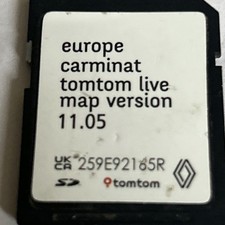 europe
carminat
tomtom live
map version
11.05
UK
CA 259E92165R
SD tomtom